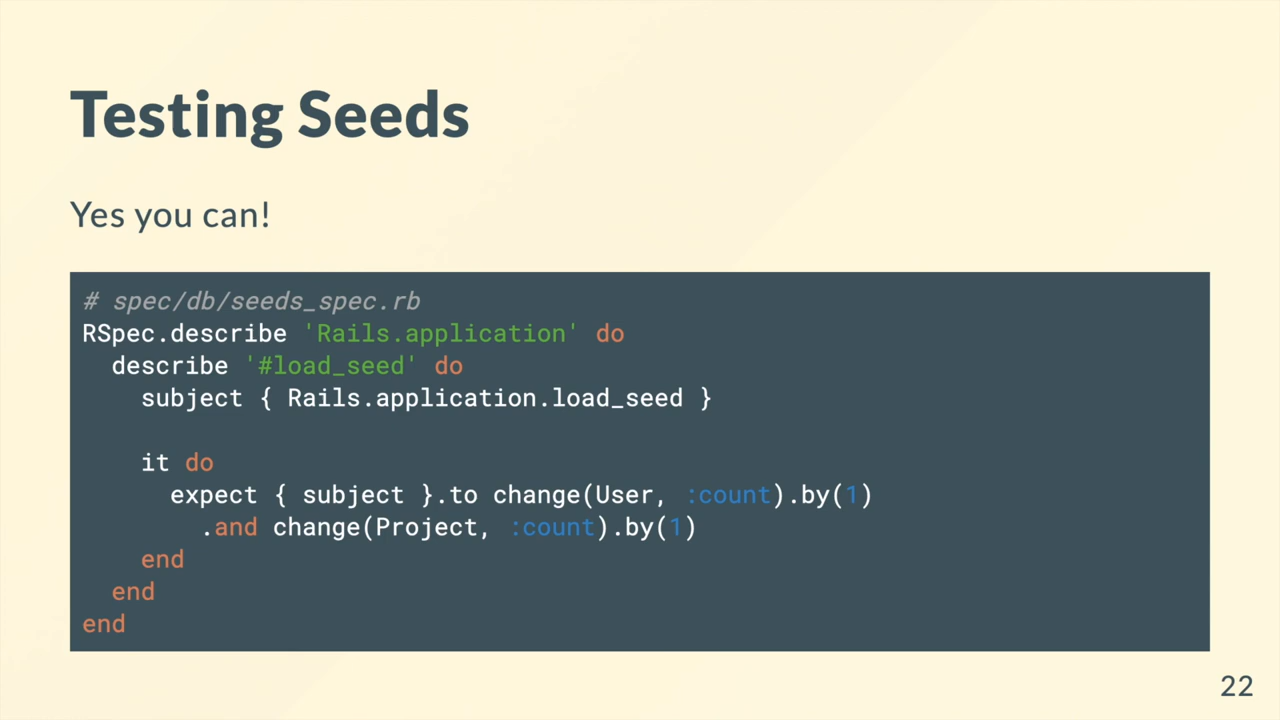 Testing Seeds
Yes you can!
# spec/db/seeds_spec.rb
RSpec.describe 'Rails.application' do
  describe '#load_seed' do
    subject { Rails.application.load_seed }

    it do
      expect { subject }.to change(User, :count).by(1)
        .and change(Project, :count).by(1)
    end
  end
end
22